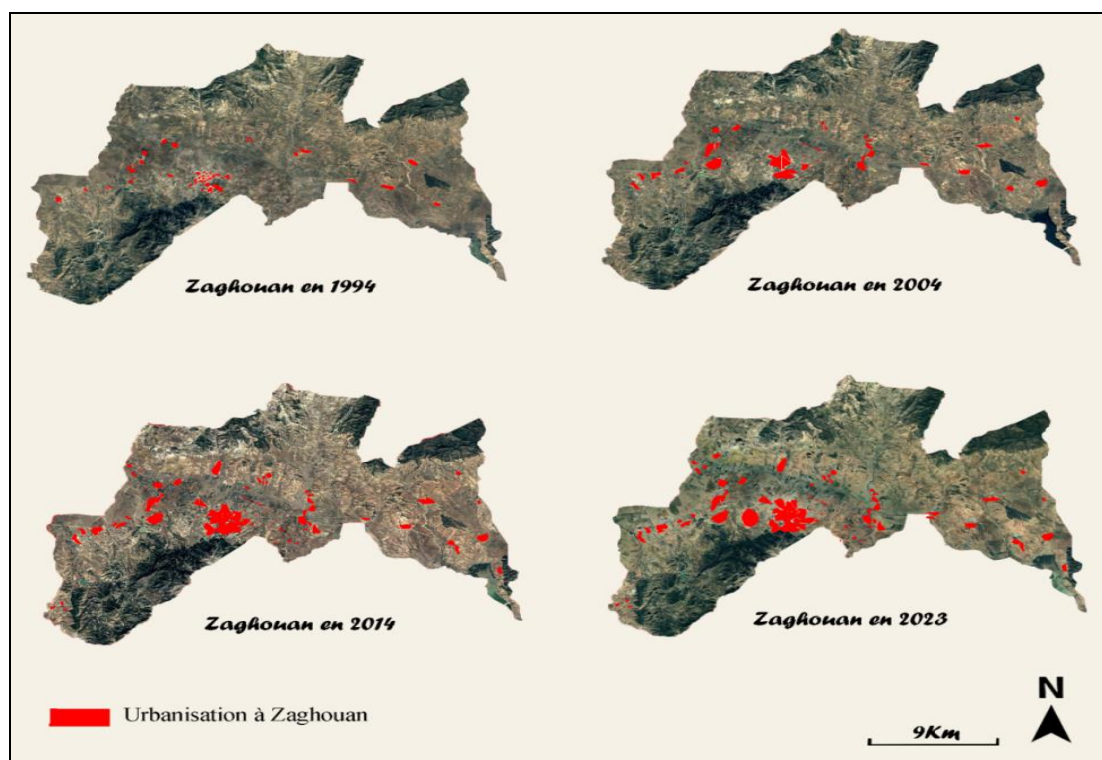 Zaghouan en 1994
Zaghouan en 2004
Zaghouan en 2014
Zaghouan en 2023
Urbanisation à Zaghouan
N
9Km